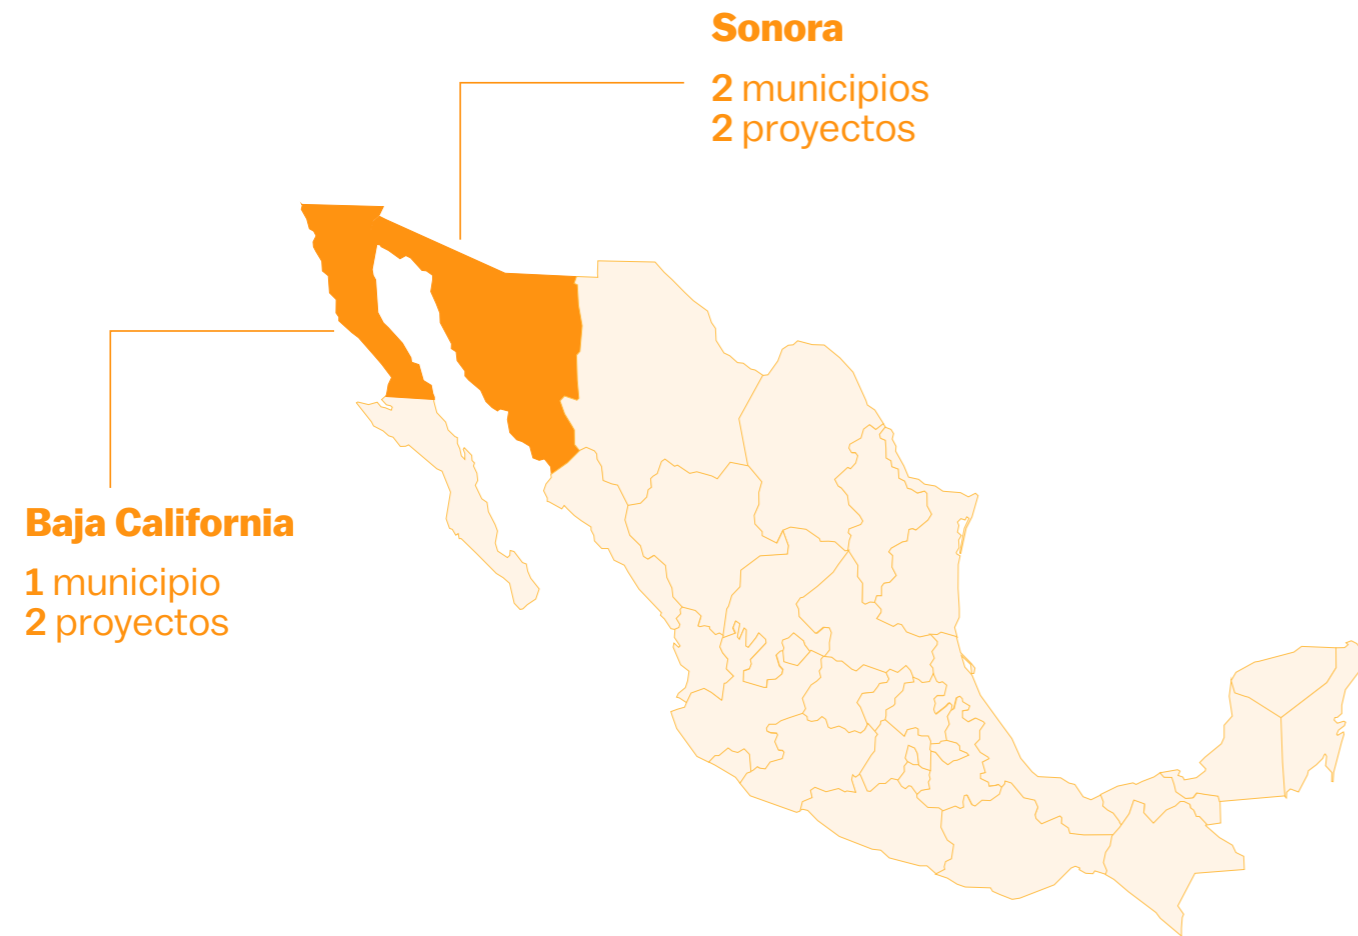 Sonora
2 municipios
2 proyectos
Baja California
1 municipio
2 proyectos